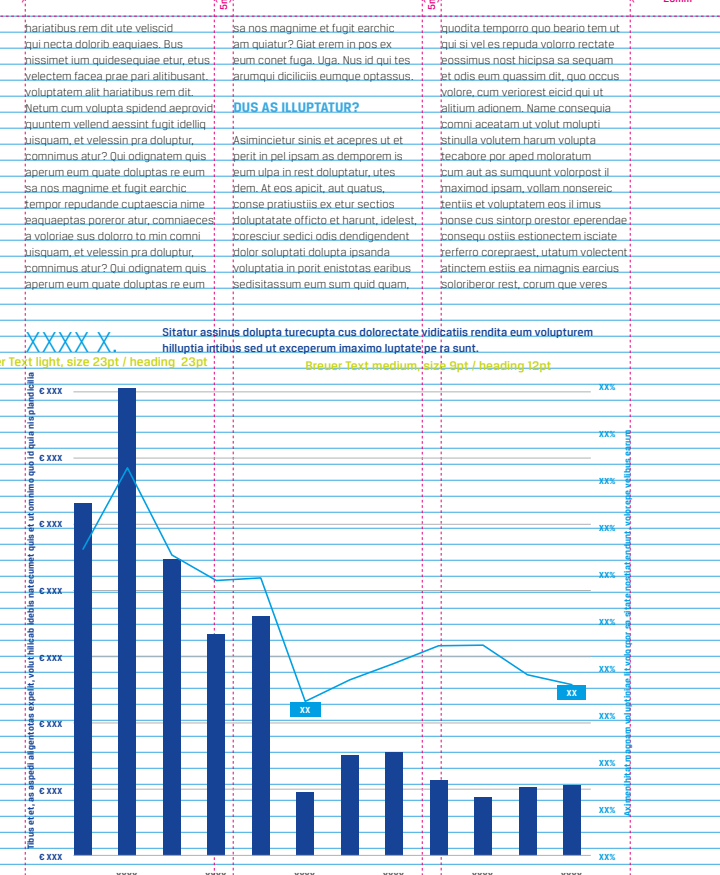 hariatibus rem dit ute veliscid
qui necta dolorib eaquiaes. Bus
nissimet ium quidesequiae etur, etus
velectem facea prae pari alitibusant.
voluptatem alit hariatibus rem dit.
Netum cum volupta spidend aeprovid
quuntem vellend aessint fugit idelliq
uisquam, et velessin pra doluptur,
comnimus atur? Qui odignatem quis
aperum eum quate doluptas re eum
sa nos magnime et fugit earchic
tempor repudande cuptaescia nime
eaquaeptas poreror atur, comniaeces
a voloriae sus dolorro to min comni
uisquam, et velessin pra doluptur,
comnimus atur? Qui odignatem quis
aperum eum quate doluptas re eum
sa nos magnime et fugit earchic
am quiatur? Giat erem in pos ex
eum conet fuga. Ugа. Nus id qui tes
arumqui diciliciis eumque optassus.
OUS AS ILLUPTATUR?
Asimincietur sinis et acepres ut et
perit in pel ipsam as demporem is
eum ulpa in rest doluptatur, utes
dem. At eos apicit, aut quatus,
conse pratiustiis ex etur sectios
doluptatate officto et harunt, idelest,
coresciur sedici odis dendigendent
dolor soluptati dolupta ipsanda
voluptatia in porit enistotas earibus
sedisitassum eum sum quid quam,
quodita temporro quo beario tem ut
qui si vel es repuda volorro rectate
eossimus nost hicipsa sa sequam
et odis eum quassim dit, quo occus
volore, cum veriorest eicid qui ut
alitium adionem. Name consequia
comni aceatam ut volut molupti
stinulla volutem harum volupta
tecabore por aped moloratum
cum aut as sumquunt volorpost il
maximod ipsam, vollam nonsereic
tentiis et voluptatem eos il imus
nonse cus sintorp orestor eperendae
consequ ostiis estionectem isciate
rerferro corepraest, utatum volectent
atinctem estiis ea nimagnis earcius
soloriberor rest, corum que veres
XXXXX X.
Sitatur assinus dolupta turecupta cus dolorectate vidicatiis rendita eum volupturem
hilluptia intibus sed ut exceperum imaximo luptate pe ra sunt.
Text light, size 23pt / heading 23pt
Breuer Text medium, size 9pt / heading 12pt
€ XXX
€ XXX
€ XXX
€ XXX
€ XXX
€ XXX
€ XXX
€ XXX
XX%
XX%
XX%
XX%
XX%
XX%
XX%
XX%
XX%
XX%
XX%
XX
XX